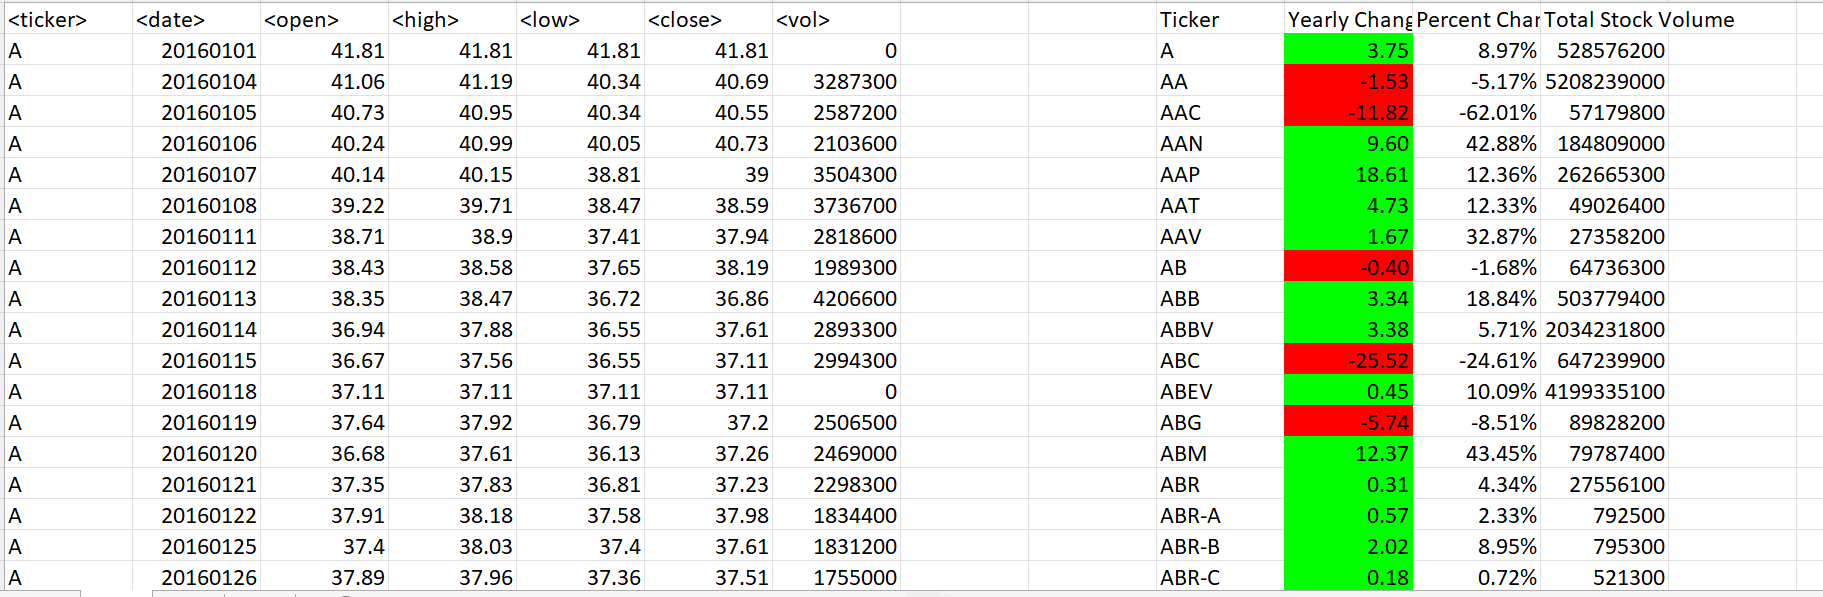 <ticker> <date> <open> <high> <low> <close> <vol> Ticker Yearly Chang Percent Char Total Stock Volume
A 20160101 41.81 41.81 41.81 41.81 0 A 3.75 8.97% 528576200
A 20160104 41.06 41.19 40.34 40.69 3287300 AA -1.53 -5.17% 5208239000
A 20160105 40.73 40.95 40.34 40.55 2587200 AAC -11.82 -62.01% 57179800
A 20160106 40.24 40.99 40.05 40.73 2103600 AAN 9.60 42.88% 184809000
A 20160107 40.14 40.15 38.81 39 3504300 AAP 18.61 12.36% 262665300
A 20160108 39.22 39.71 38.47 38.59 3736700 AAT 4.73 12.33% 49026400
A 20160111 38.71 38.9 37.41 37.94 2818600 AAV 1.67 32.87% 27358200
A 20160112 38.43 38.58 37.65 38.19 1989300 AB -0.40 -1.68% 64736300
A 20160113 38.35 38.47 36.72 36.86 4206600 ABB 3.34 18.84% 503779400
A 20160114 36.94 37.88 36.55 37.61 2893300 ABBV 3.38 5.71% 2034231800
A 20160115 36.67 37.56 36.55 37.11 2994300 ABC -25.52 -24.61% 647239900
A 20160118 37.11 37.11 37.11 37.11 0 ABEV 0.45 10.09% 4199335100
A 20160119 37.64 37.92 36.79 37.2 2506500 ABG -5.74 -8.51% 89828200
A 20160120 36.68 37.61 36.13 37.26 2469000 ABM 12.37 43.45% 79787400
A 20160121 37.35 37.83 36.81 37.23 2298300 ABR 0.31 4.34% 27556100
A 20160122 37.91 38.18 37.58 37.98 1834400 ABR-A 0.57 2.33% 792500
A 20160125 37.4 38.03 37.4 37.61 1831200 ABR-B 2.02 8.95% 795300
A 20160126 37.89 37.96 37.36 37.51 1755000 ABR-C 0.18 0.72% 521300